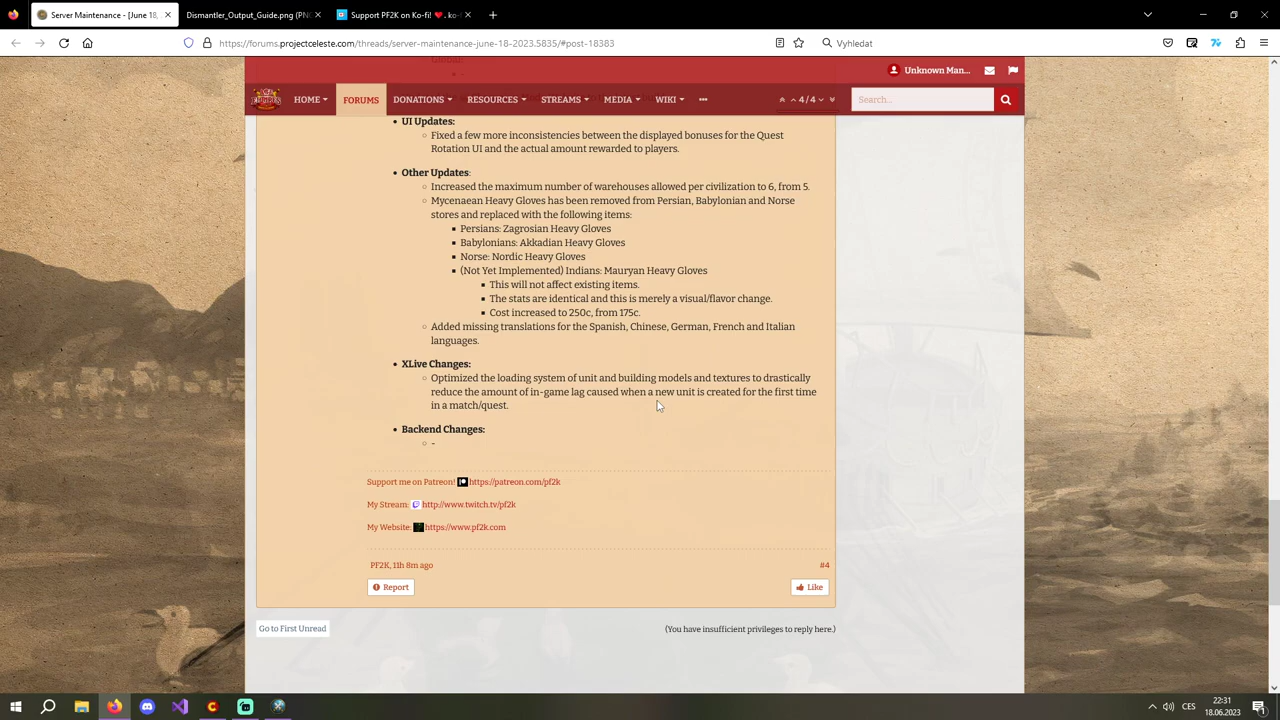 Server Maintenance - [June 18,
Dismantler_Output_Guide.png (PNG
Support PF2K on Ko-fi! ❤. ko-f
https://forums.projectceleste.com/threads/server-maintenance-june-18-2023.5835/#post-18383
Vyhledat
Unknown Man...
HOME
FORUMS
DONATIONS
RESOURCES
STREAMS
MEDIA
WIKI
•••
4 / 4
Search...
Global:
-
• UI Updates:
Fixed a few more inconsistencies between the displayed bonuses for the Quest
Rotation UI and the actual amount rewarded to players.
• Other Updates:
Increased the maximum number of warehouses allowed per civilization to 6, from 5.
Mycenaean Heavy Gloves has been removed from Persian, Babylonian and Norse
stores and replaced with the following items:
Persians: Zagrosian Heavy Gloves
Babylonians: Akkadian Heavy Gloves
Norse: Nordic Heavy Gloves
(Not Yet Implemented) Indians: Mauryan Heavy Gloves
This will not affect existing items.
The stats are identical and this is merely a visual/flavor change.
Cost increased to 250c, from 175c.
Added missing translations for the Spanish, Chinese, German, French and Italian
languages.
• XLive Changes:
Optimized the loading system of unit and building models and textures to drastically
reduce the amount of in-game lag caused when a new unit is created for the first time
in a match/quest.
• Backend Changes:
-
Support me on Patreon! https://patreon.com/pf2k
My Stream: http://www.twitch.tv/pf2k
My Website: https://www.pf2k.com
PF2K, 11h 8m ago
#4
Report
Like
Go to First Unread
(You have insufficient privileges to reply here.)
CES
22:31
18.06.2023